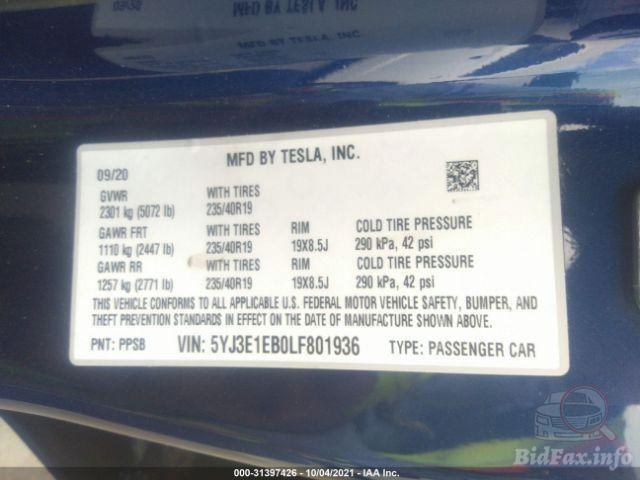 MFD BY TESLA, INC.
09/20
GVWR WITH TIRES
2301 kg (5072 lb) 235/40R19
GAWR FRT WITH TIRES RIM COLD TIRE PRESSURE
1110 kg (2447 lb) 235/40R19 19X8.5J 290 kPa, 42 psi
GAWR RR WITH TIRES RIM COLD TIRE PRESSURE
1257 kg (2771 lb) 235/40R19 19X8.5J 290 kPa, 42 psi
THIS VEHICLE CONFORMS TO ALL APPLICABLE U.S. FEDERAL MOTOR VEHICLE SAFETY, BUMPER, AND
THEFT PREVENTION STANDARDS IN EFFECT ON THE DATE OF MANUFACTURE SHOWN ABOVE.
PNT: PPSB VIN: 5YJ3E1EB0LF801936 TYPE: PASSENGER CAR
BidFax.info
000-31397426 - 10/04/2021 - IAA Inc.